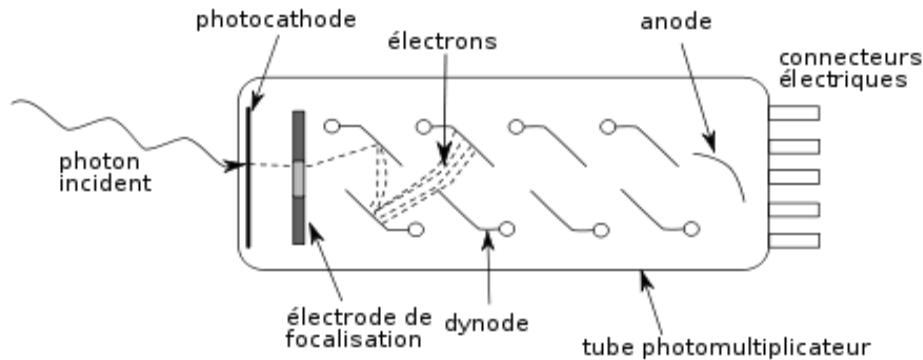 photocathode
électrons
anode
connecteurs
électriques
photon
incident
électrode de
focalisation
dynode
tube photomultiplicateur